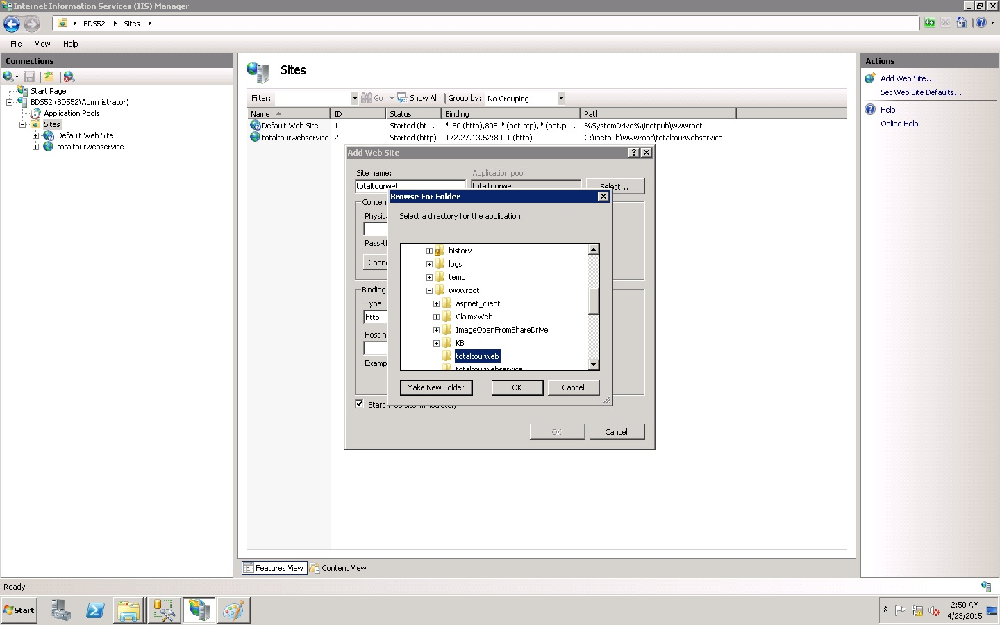 Internet Information Services (IIS) Manager
BDS52 Sites
File View Help
Connections
Start Page
BDS52 (BDS52\Administrator)
Application Pools
Sites
Default Web Site
totaltourwebservice
Sites
Filter: Go Show All Group by: No Grouping
Name ID Status Binding Path
Default Web Site 1 Started (ht... *:80 (http),808:* (net.tcp),* (net.pi... %SystemDrive%\inetpub\wwwroot
totaltourwebservice 2 Started (http) 172.27.13.52:8001 (http) C:\inetpub\wwwroot\totaltourwebservice
Add Web Site
Site name: Application pool:
totaltourweb totaltourweb Select...
Conten
Physic
Pass-t
Conn
Binding
Type:
http
Host n
Examp
Start Web site immediately
OK Cancel
Browse For Folder
Select a directory for the application.
history
logs
temp
wwwroot
aspnet_client
ClaimxWeb
ImageOpenFromShareDrive
KB
totaltourweb
totaltourwebservice
Make New Folder OK Cancel
Actions
Add Web Site...
Set Web Site Defaults...
Help
Online Help
Features View Content View
Ready
Start
2:50 AM
4/23/2015